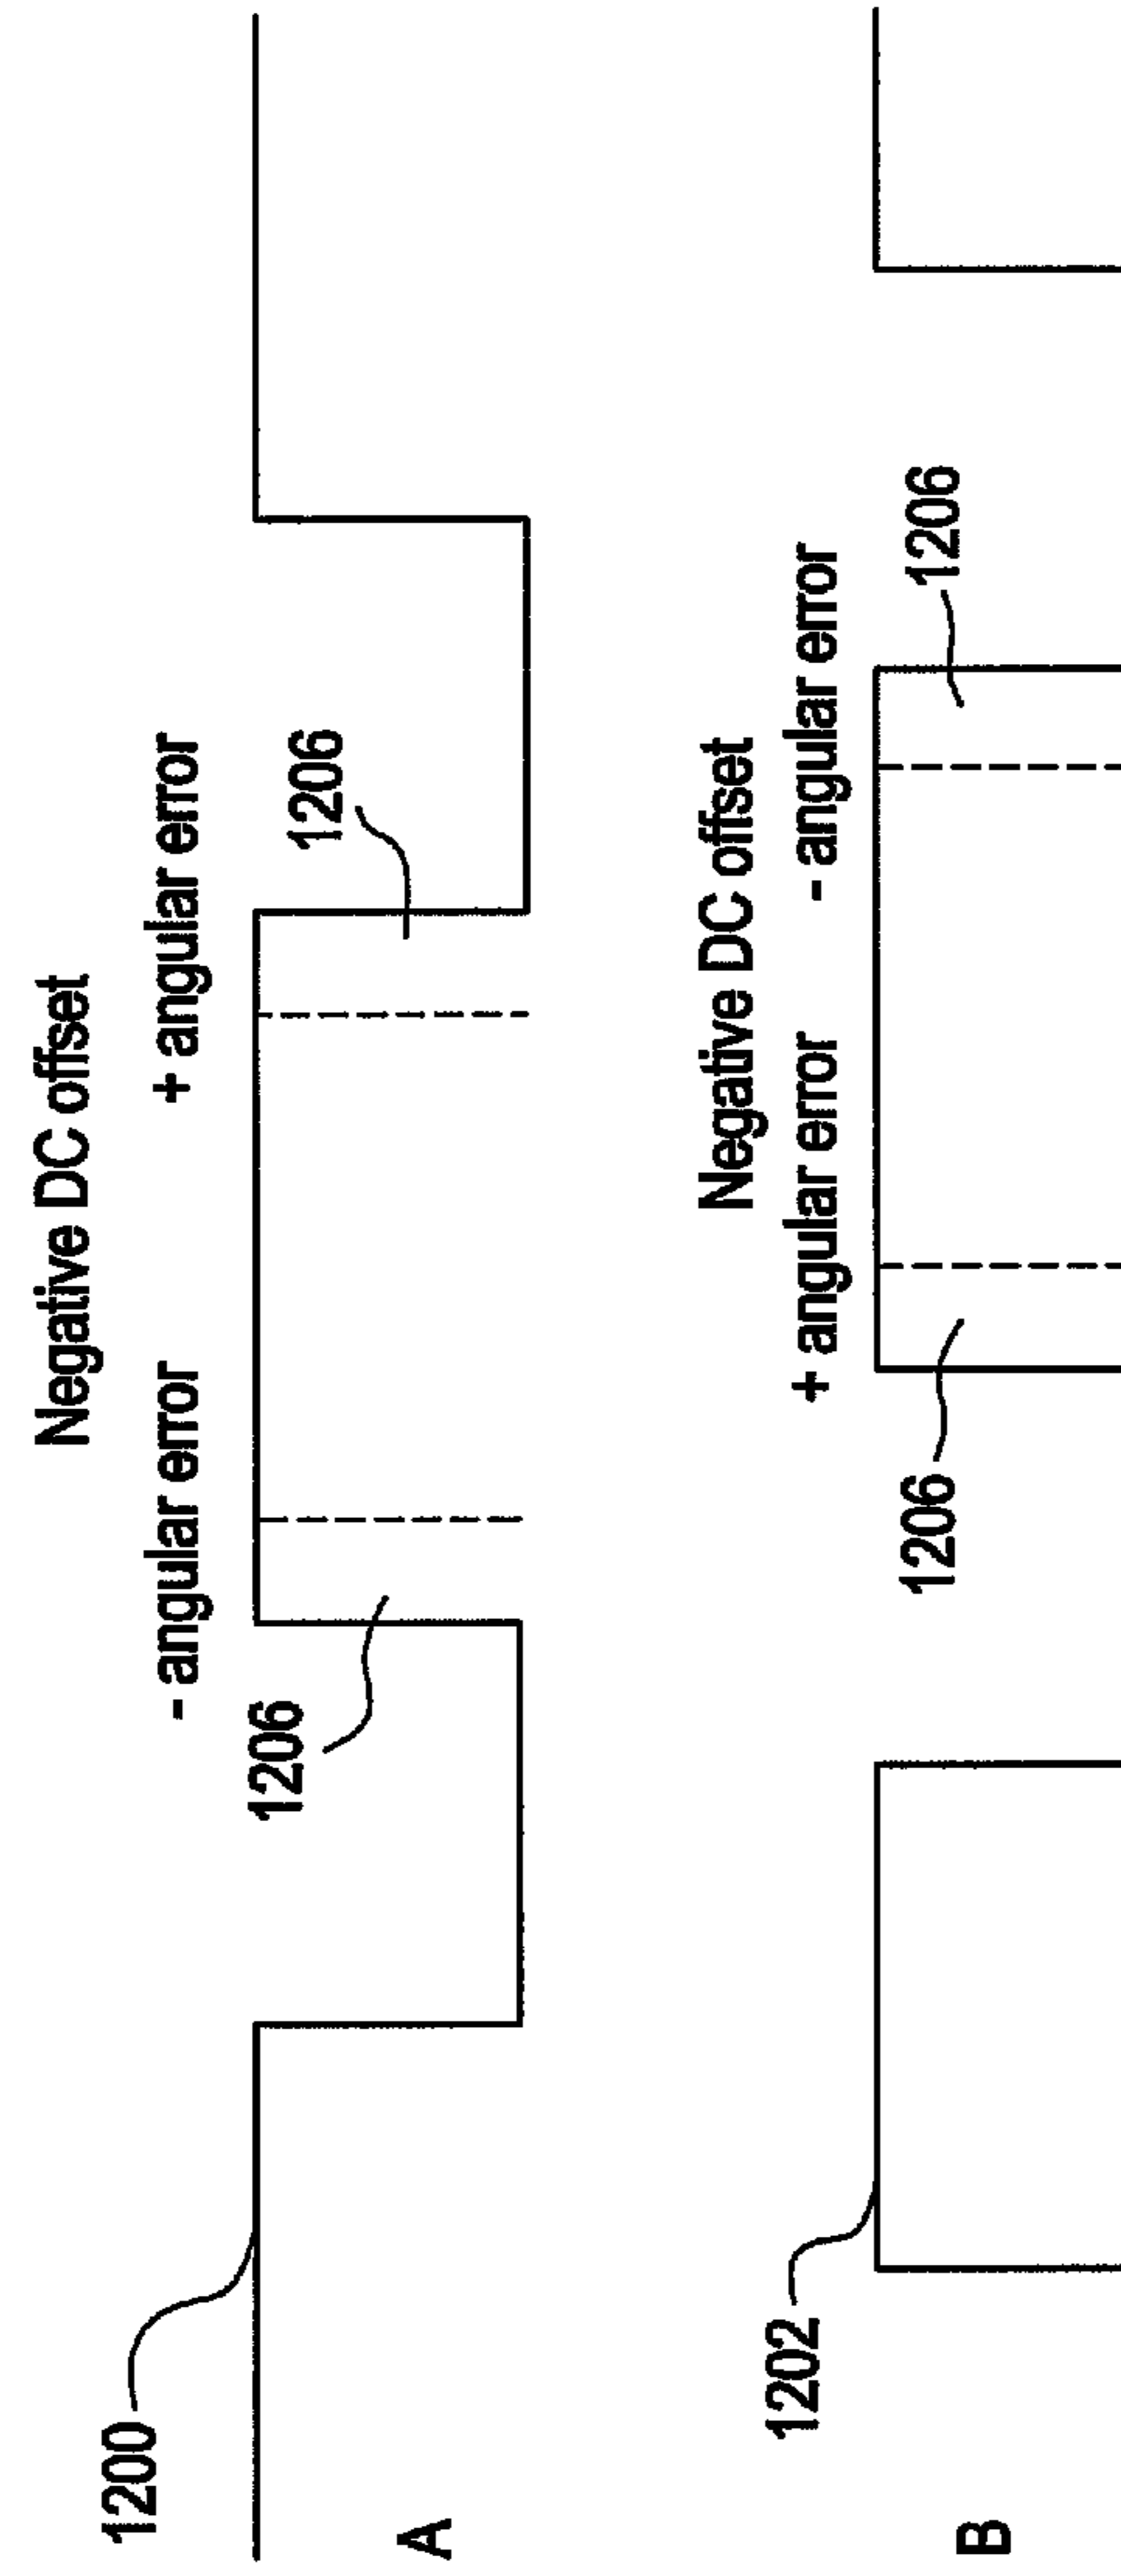 Negative DC offset
- angular error
+ angular error
1200
1206
1206
A
Negative DC offset
+ angular error
- angular error
1202
1206
1206
B